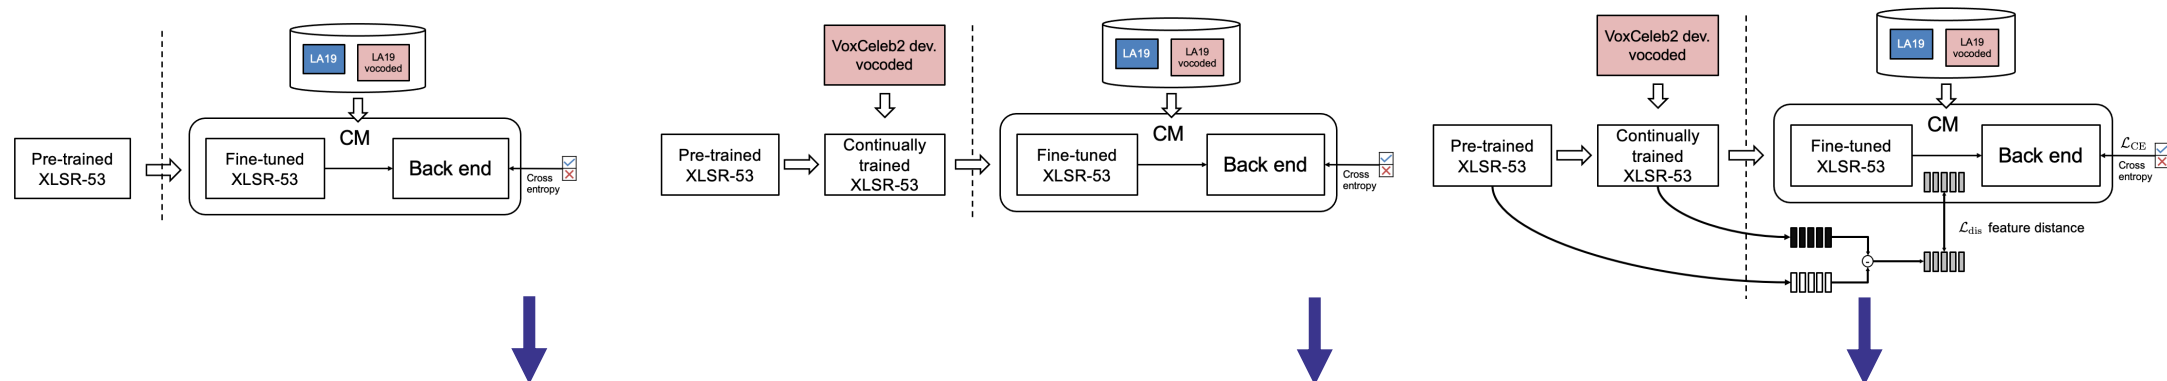 LA19
LA19
vocoded
CM
Pre-trained
XLSR-53
Fine-tuned
XLSR-53
Back end
Cross
entropy
VoxCeleb2 dev.
vocoded
LA19
LA19
vocoded
CM
Pre-trained
XLSR-53
Continually
trained
XLSR-53
Fine-tuned
XLSR-53
Back end
Cross
entropy
VoxCeleb2 dev.
vocoded
LA19
LA19
vocoded
CM
Pre-trained
XLSR-53
Continually
trained
XLSR-53
Fine-tuned
XLSR-53
Back end
ℒCE
Cross
entropy
ℒdis feature distance
-